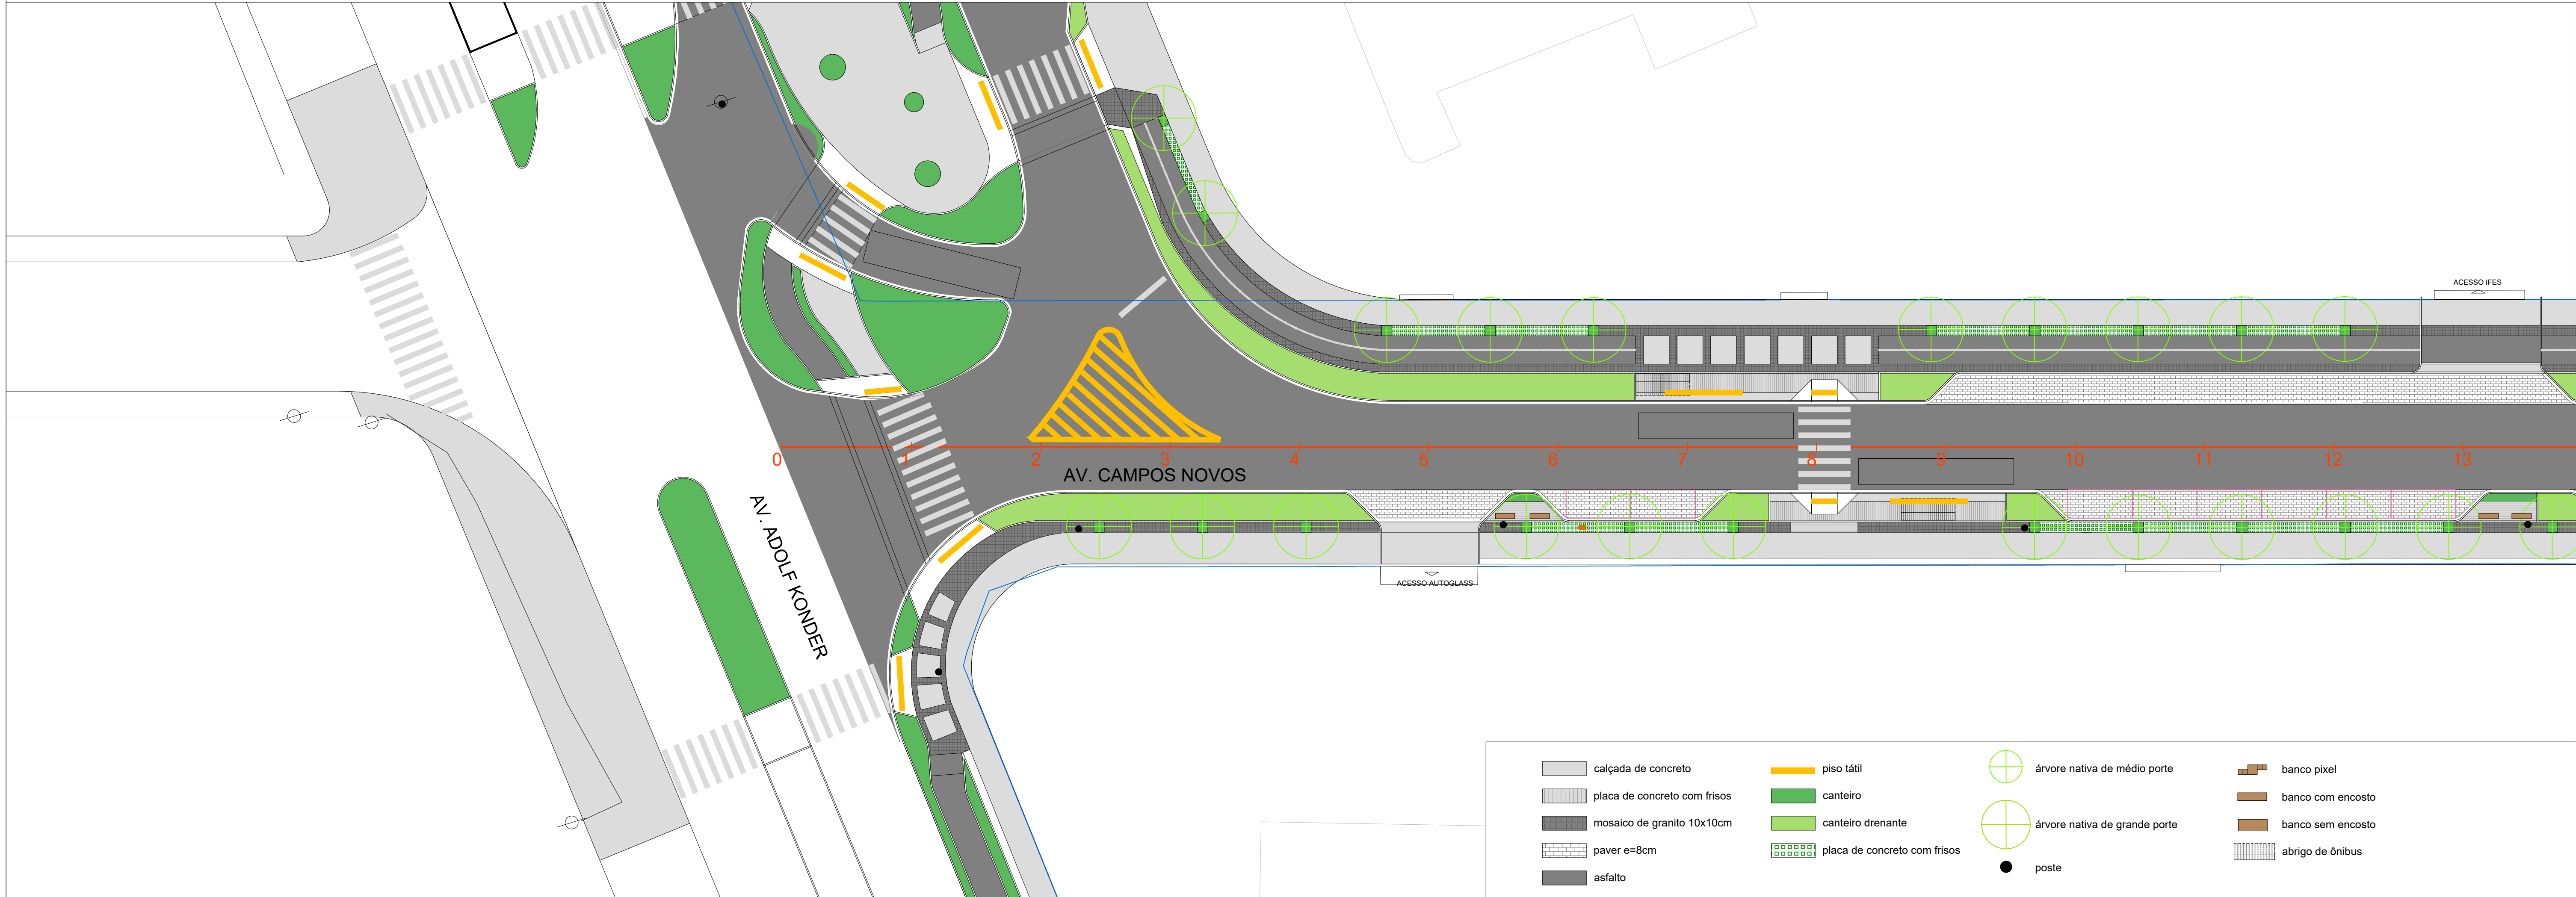 ACESSO IFES
0
1
2
3
4
5
6
7
8
9
10
11
12
13
AV. CAMPOS NOVOS
AV. ADOLF KONDER
ACESSO AUTOGLASS
calçada de concreto
placa de concreto com frisos
mosaico de granito 10x10cm
paver e=8cm
asfalto
piso tátil
canteiro
canteiro drenante
placa de concreto com frisos
árvore nativa de médio porte
árvore nativa de grande porte
poste
banco pixel
banco com encosto
banco sem encosto
abrigo de ônibus